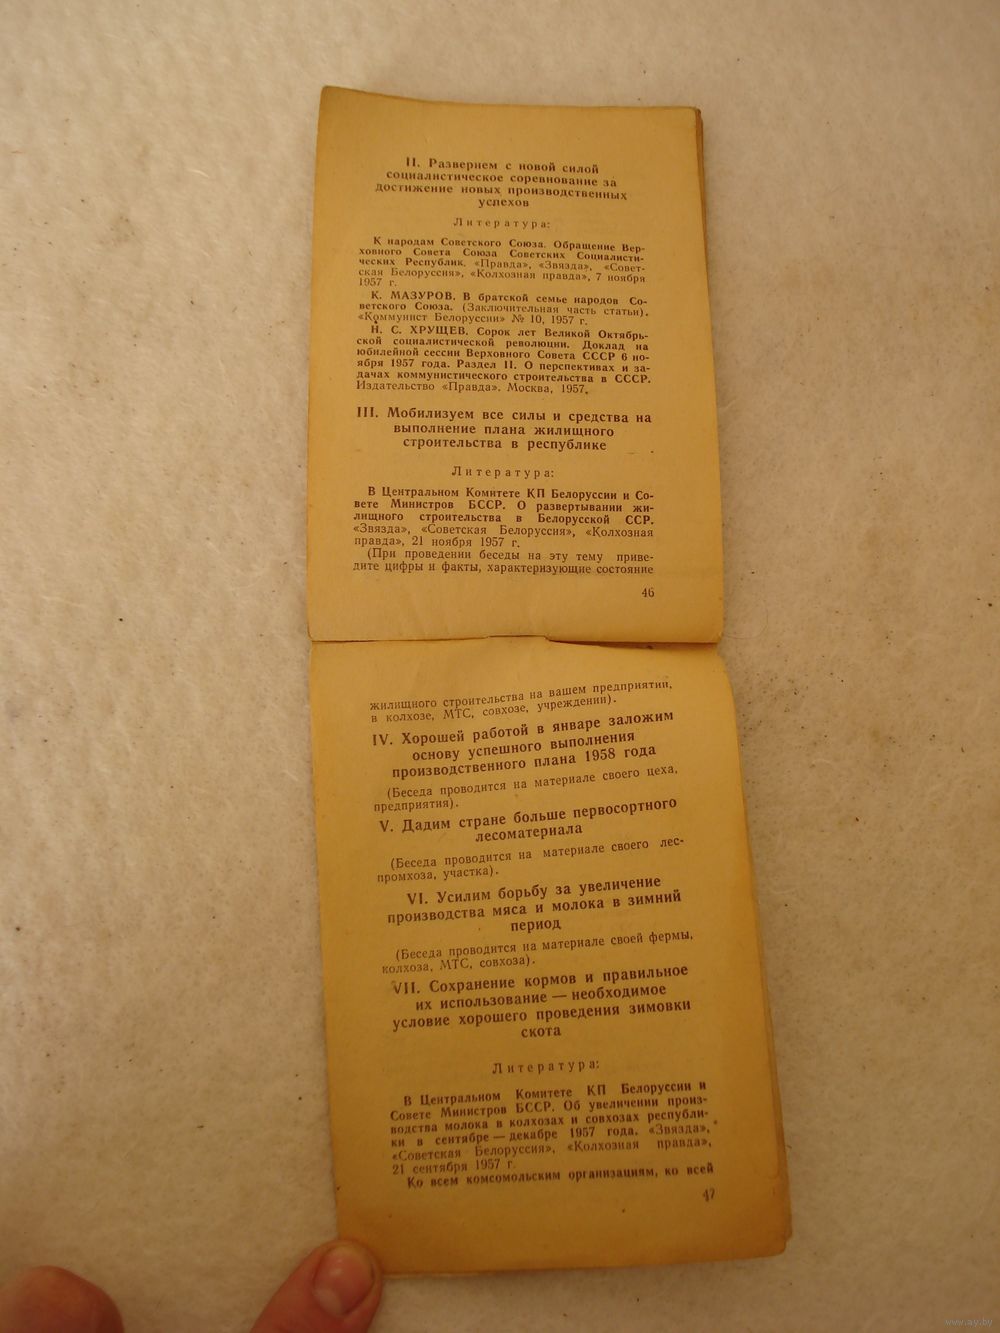 II. Развернем с новой силой
социалистическое соревнование за
достижение новых производственных
успехов
Литература:
К народам Советского Союза. Обращение Вер-
ховного Совета Союза Советских Социалисти-
ческих Республик. «Правда», «Звязда», «Совет-
ская Белоруссия», «Колхозная правда», 7 ноября
1957 г.
К. МАЗУРОВ. В братской семье народов Со-
ветского Союза. (Заключительная часть статьи).
«Коммунист Белоруссии» № 10, 1957 г.
Н. С. ХРУЩЕВ. Сорок лет Великой Октябрь-
ской социалистической революции. Доклад на
юбилейной сессии Верховного Совета СССР 6 но-
ября 1957 года. Раздел II. О перспективах и за-
дачах коммунистического строительства в СССР.
Издательство «Правда». Москва, 1957.
III. Мобилизуем все силы и средства на
выполнение плана жилищного
строительства в республике
Литература:
В Центральном Комитете КП Белоруссии и Со-
вете Министров БССР. О развертывании жи-
лищного строительства в Белорусской ССР.
«Звязда», «Советская Белоруссия», «Колхозная
правда», 21 ноября 1957 г.
(При проведении беседы на эту тему приве-
дите цифры и факты, характеризующие состояние
46
жилищного строительства на вашем предприятии,
в колхозе, МТС, совхозе, учреждении).
IV. Хорошей работой в январе заложим
основу успешного выполнения
производственного плана 1958 года
(Беседа проводится на материале своего цеха,
предприятия).
V. Дадим стране больше первосортного
лесоматериала
(Беседа проводится на материале своего лес-
промхоза, участка).
VI. Усилим борьбу за увеличение
производства мяса и молока в зимний
период
(Беседа проводится на материале своей фермы,
колхоза, МТС, совхоза).
VII. Сохранение кормов и правильное
их использование — необходимое
условие хорошего проведения зимовки
скота
Литература:
В Центральном Комитете КП Белоруссии и
Совете Министров БССР. Об увеличении произ-
водства молока в колхозах и совхозах республи-
ки в сентябре — декабре 1957 года. «Звязда»,
«Советская Белоруссия», «Колхозная правда»,
21 сентября 1957 г.
Ко всем комсомольским организациям, ко всей
47
www.ay.by